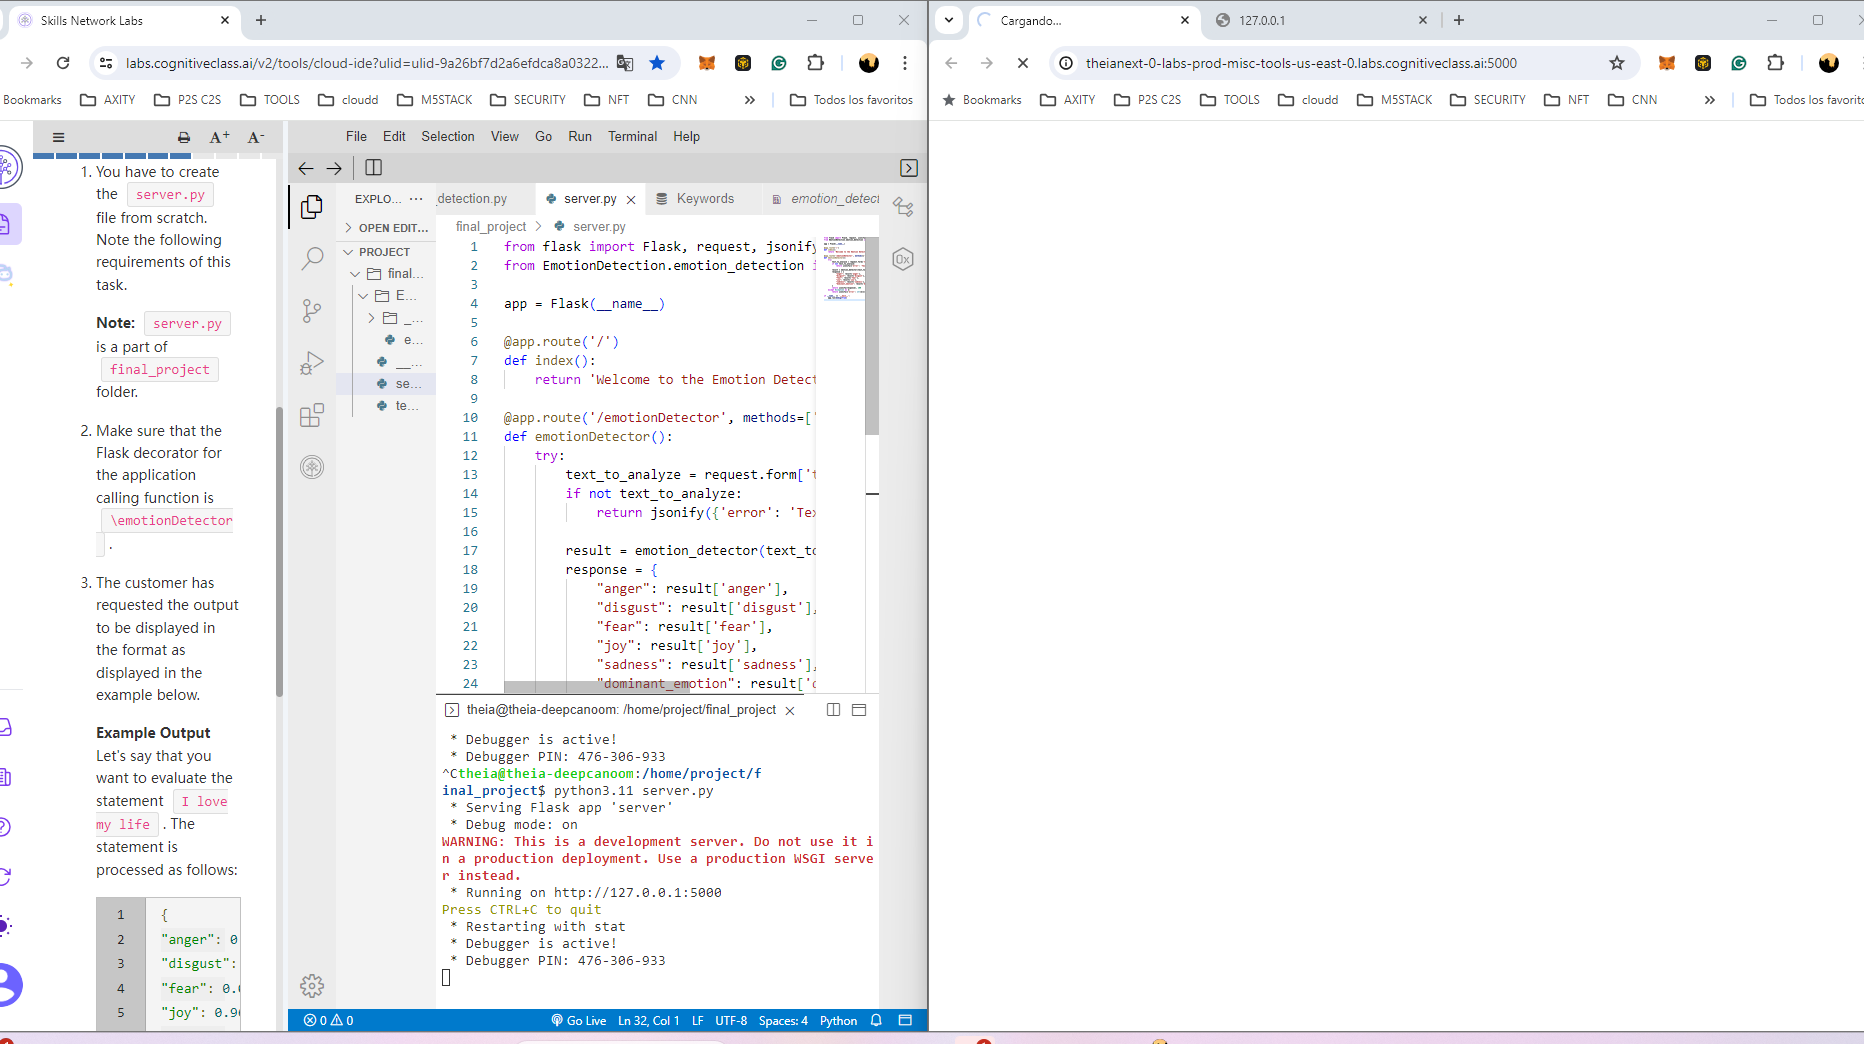 Skills Network Labs
labs.cognitiveclass.ai/v2/tools/cloud-ide?ulid=ulid-9a26bf7d2a6efdca8a0322...
Bookmarks AXITY P2S C2S TOOLS cloudd M5STACK SECURITY NFT CNN » Todos los favoritos
A+ A-
1. You have to create
the server.py
file from scratch.
Note the following
requirements of this
task.
Note: server.py
is a part of
final_project
folder.
2. Make sure that the
Flask decorator for
the application
calling function is
\emotionDetector
.
3. The customer has
requested the output
to be displayed in
the format as
displayed in the
example below.
Example Output
Let's say that you
want to evaluate the
statement I love
my life . The
statement is
processed as follows:
1 {
2 "anger": 0
3 "disgust":
4 "fear": 0.
5 "joy": 0.9
File Edit Selection View Go Run Terminal Help
EXPLO... ···
OPEN EDIT...
PROJECT
final...
E...
_...
e...
__...
se...
te...
_detection.py server.py Keywords emotion_detect
final_project > server.py
1 from flask import Flask, request, jsonify
2 from EmotionDetection.emotion_detection i
3
4 app = Flask(__name__)
5
6 @app.route('/')
7 def index():
8 return 'Welcome to the Emotion Detect
9
10 @app.route('/emotionDetector', methods=['
11 def emotionDetector():
12 try:
13 text_to_analyze = request.form['t
14 if not text_to_analyze:
15 return jsonify({'error': 'Tex
16
17 result = emotion_detector(text_to
18 response = {
19 "anger": result['anger'],
20 "disgust": result['disgust'],
21 "fear": result['fear'],
22 "joy": result['joy'],
23 "sadness": result['sadness'],
24 "dominant_emotion": result['d
theia@theia-deepcanoom: /home/project/final_project
* Debugger is active!
* Debugger PIN: 476-306-933
^Ctheia@theia-deepcanoom:/home/project/f
inal_project$ python3.11 server.py
* Serving Flask app 'server'
* Debug mode: on
WARNING: This is a development server. Do not use it i
n a production deployment. Use a production WSGI serve
r instead.
* Running on http://127.0.0.1:5000
Press CTRL+C to quit
* Restarting with stat
* Debugger is active!
* Debugger PIN: 476-306-933
0 0 Go Live Ln 32, Col 1 LF UTF-8 Spaces: 4 Python
Cargando... 127.0.0.1
theianext-0-labs-prod-misc-tools-us-east-0.labs.cognitiveclass.ai:5000
Bookmarks AXITY P2S C2S TOOLS cloudd M5STACK SECURITY NFT CNN » Todos los favorito